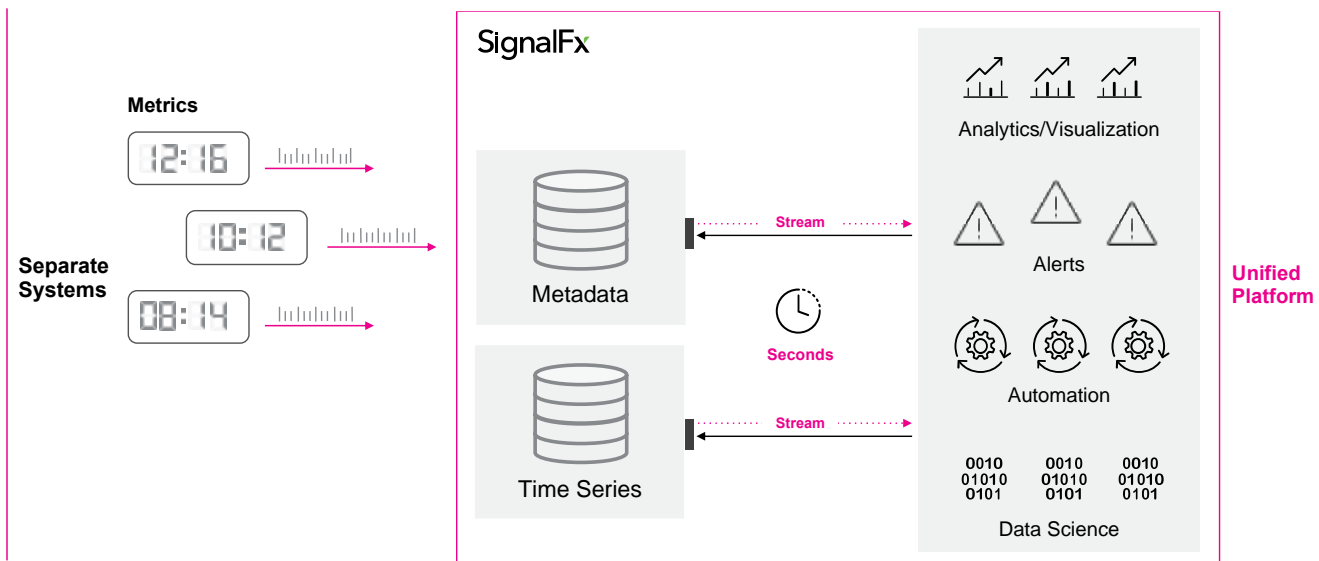 SignalFx
Metrics
12:16
10:12
08:14
Separate
Systems
Metadata
Time Series
Stream
Seconds
Stream
Analytics/Visualization
Alerts
Automation
0010 0010 0010
01010 01010 01010
0101 0101 0101
Data Science
Unified
Platform